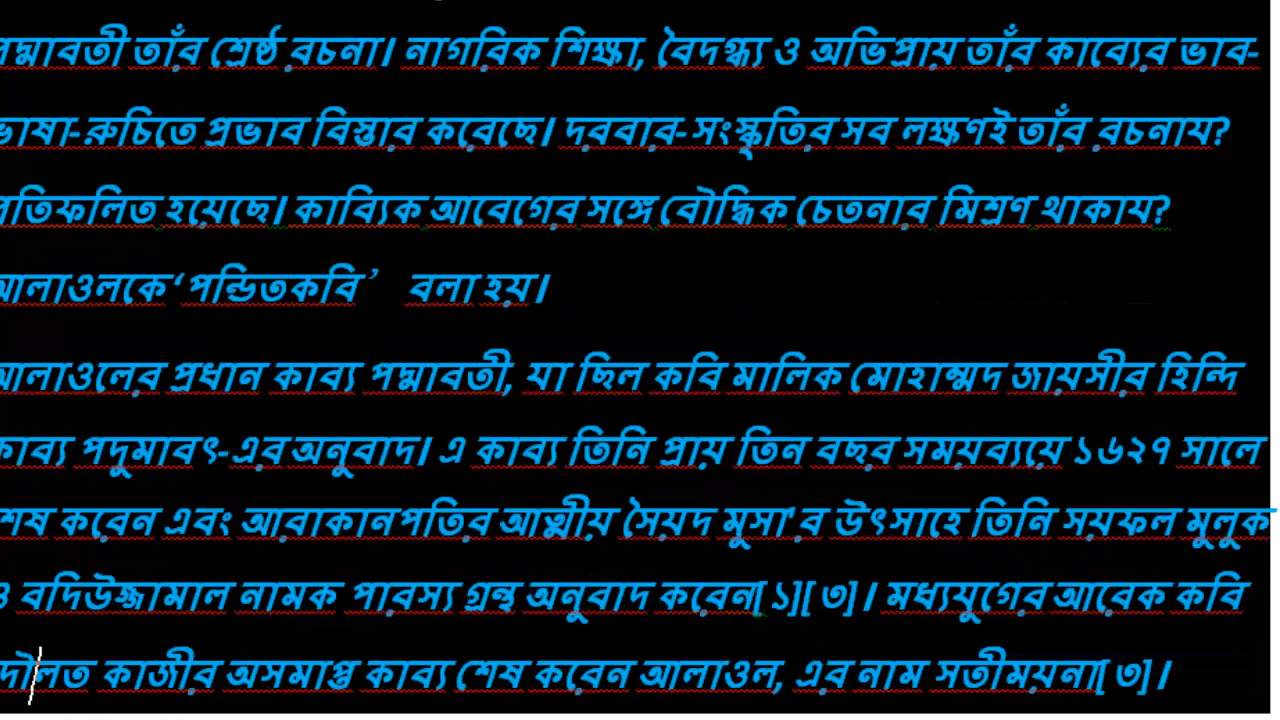 পদ্মাবতী তাঁর শ্রেষ্ঠ রচনা। নাগরিক শিক্ষা, বৈদগ্ধ্য ও অভিপ্রায় তাঁর কাব্যের ভাব-
ভাষা-রুচিতে প্রভাব বিস্তার করেছে। দরবার-সংস্কৃতির সব লক্ষণই তাঁর রচনায?
প্রতিফলিত হয়েছে। কাব্যিক আবেগের সঙ্গে বৌদ্ধিক চেতনার মিশ্রণ থাকায?
আলাওলকে ‘পন্ডিতকবি’ বলা হয়।
আলাওলের প্রধান কাব্য পদ্মাবতী, যা ছিল কবি মালিক মোহাম্মদ জায়সীর হিন্দি
কাব্য পদুমাবৎ-এর অনুবাদ। এ কাব্য তিনি প্রায় তিন বছর সময়ব্যয়ে ১৬২৭ সালে
শেষ করেন এবং আরাকানপতির আত্মীয় সৈয়দ মুসা'র উৎসাহে তিনি সয়ফল মুলুক
ও বদিউজ্জামাল নামক পারস্য গ্রন্থ অনুবাদ করেন[১][৩]। মধ্যযুগের আরেক কবি
দৌলত কাজীর অসমাপ্ত কাব্য শেষ করেন আলাওল, এর নাম সতীময়না[৩]।